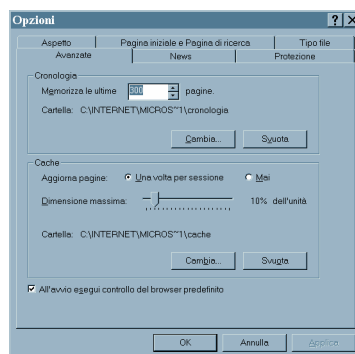 Opzioni
Aspetto Pagina iniziale e Pagina di ricerca Tipo file
Avanzate News Protezione
Cronologia
Memorizza le ultime 300 pagine.
Cartella: C:\INTERNET\MICROS~1\cronologia
Cambia... Svuota
Cache
Aggiorna pagine: Una volta per sessione Mai
Dimensione massima: 10% dell'unità
Cartella: C:\INTERNET\MICROS~1\cache
Cambia... Svuota
All'avvio esegui controllo del browser predefinito
OK Annulla Applica